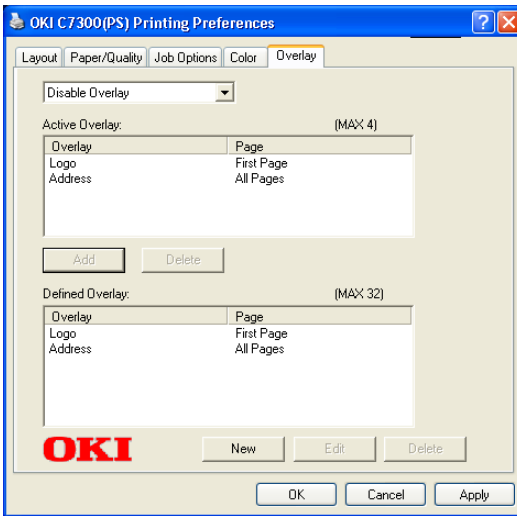 OKI C7300(PS) Printing Preferences
Layout Paper/Quality Job Options Color Overlay
Disable Overlay
Active Overlay: (MAX 4)
Overlay Page
Logo First Page
Address All Pages
Add Delete
Defined Overlay: (MAX 32)
Overlay Page
Logo First Page
Address All Pages
OKI New Edit Delete
OK Cancel Apply